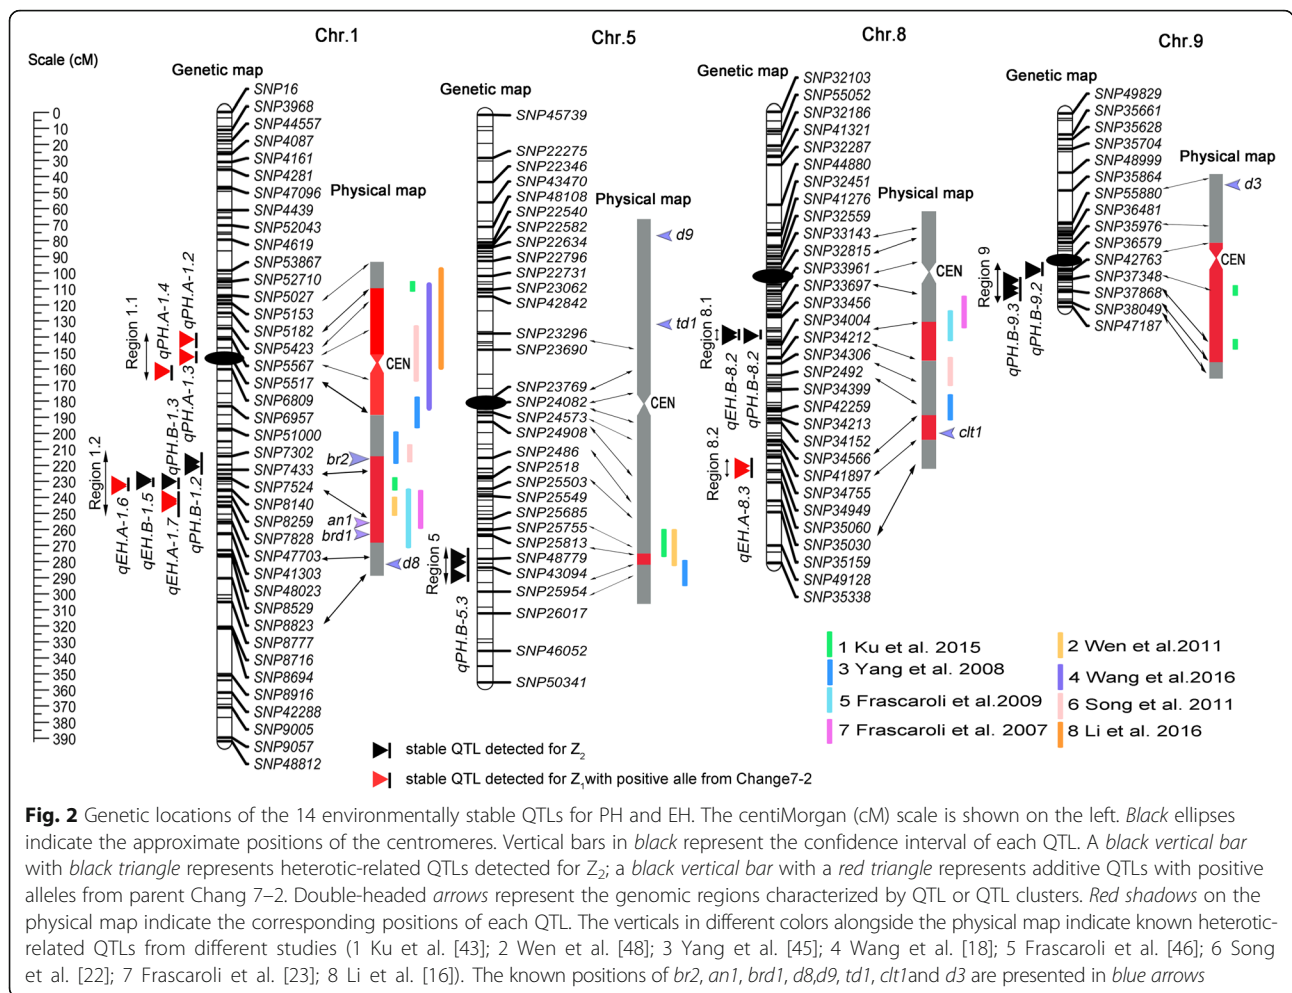 Chr.1
Chr.5
Chr.8
Chr.9
Scale (cM)
0
10
20
30
40
50
60
70
80
90
100
110
120
130
140
150
160
170
180
190
200
210
220
230
240
250
260
270
280
290
300
310
320
330
340
350
360
370
380
390
Genetic map
SNP16
SNP3968
SNP44557
SNP4087
SNP4161
SNP4281
SNP47096
SNP4439
SNP52043
SNP4619
SNP53867
SNP52710
SNP5027
SNP5153
SNP5182
SNP5423
SNP5567
SNP5517
SNP6809
SNP6957
SNP51000
SNP7302
SNP7433
SNP7524
SNP8140
SNP8259
SNP7828
SNP47703
SNP41303
SNP48023
SNP8529
SNP8823
SNP8777
SNP8716
SNP8694
SNP8916
SNP42288
SNP9005
SNP9057
SNP48812
Region 1.1
qPH.A-1.4
qPH.A-1.2
qPH.A-1.3
Region 1.2
qEH.A-1.6
qEH.B-1.5
qPH.B-1.3
qEH.A-1.7
qPH.B-1.2
Physical map
CEN
br2
an1
brd1
d8
Genetic map
SNP45739
SNP22275
SNP22346
SNP43470
SNP48108
SNP22540
SNP22582
SNP22634
SNP22796
SNP22731
SNP23062
SNP42842
SNP23296
SNP23690
SNP23769
SNP24082
SNP24573
SNP24908
SNP2486
SNP2518
SNP25503
SNP25549
SNP25685
SNP25755
SNP25813
SNP48779
SNP43094
SNP25954
SNP26017
SNP46052
SNP50341
Region 5
qPH.B-5.3
Physical map
d9
td1
CEN
Genetic map
SNP32103
SNP55052
SNP32186
SNP41321
SNP32287
SNP44880
SNP32451
SNP41276
SNP32559
SNP33143
SNP32815
SNP33961
SNP33697
SNP33456
SNP34004
SNP34212
SNP34306
SNP2492
SNP34399
SNP42259
SNP34213
SNP34152
SNP34566
SNP41897
SNP34755
SNP34949
SNP35060
SNP35030
SNP35159
SNP49128
SNP35338
Region 8.1
qEH.B-8.2
qPH.B-8.2
Region 8.2
qEH.A-8.3
Physical map
CEN
clt1
Genetic map
SNP49829
SNP35661
SNP35628
SNP35704
SNP48999
SNP35864
SNP55880
SNP36481
SNP35976
SNP36579
SNP42763
SNP37348
SNP37868
SNP38049
SNP47187
Region 9
qPH.B-9.3
qPH.B-9.2
Physical map
d3
CEN
1 Ku et al. 2015
2 Wen et al.2011
3 Yang et al. 2008
4 Wang et al.2016
5 Frascaroli et al.2009
6 Song et al. 2011
7 Frascaroli et al. 2007
8 Li et al. 2016
stable QTL detected for Z2
stable QTL detected for Z1with positive alle from Change7-2
Fig. 2 Genetic locations of the 14 environmentally stable QTLs for PH and EH. The centiMorgan (cM) scale is shown on the left. Black ellipses
indicate the approximate positions of the centromeres. Vertical bars in black represent the confidence interval of each QTL. A black vertical bar
with black triangle represents heterotic-related QTLs detected for Z2; a black vertical bar with a red triangle represents additive QTLs with positive
alleles from parent Chang 7–2. Double-headed arrows represent the genomic regions characterized by QTL or QTL clusters. Red shadows on the
physical map indicate the corresponding positions of each QTL. The verticals in different colors alongside the physical map indicate known heterotic-
related QTLs from different studies (1 Ku et al. [43]; 2 Wen et al. [48]; 3 Yang et al. [45]; 4 Wang et al. [18]; 5 Frascaroli et al. [46]; 6 Song
et al. [22]; 7 Frascaroli et al. [23]; 8 Li et al. [16]). The known positions of br2, an1, brd1, d8,d9, td1, clt1and d3 are presented in blue arrows